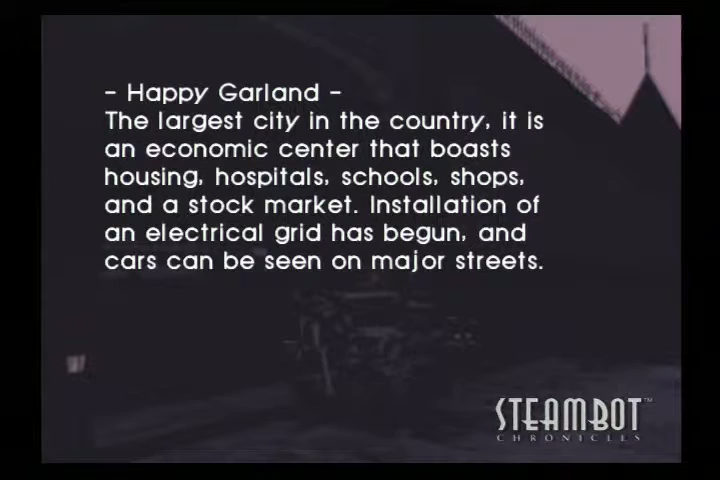 - Happy Garland -
The largest city in the country, it is
an economic center that boasts
housing, hospitals, schools, shops,
and a stock market. Installation of
an electrical grid has begun, and
cars can be seen on major streets.
STEAMBOT™
CHRONICLES